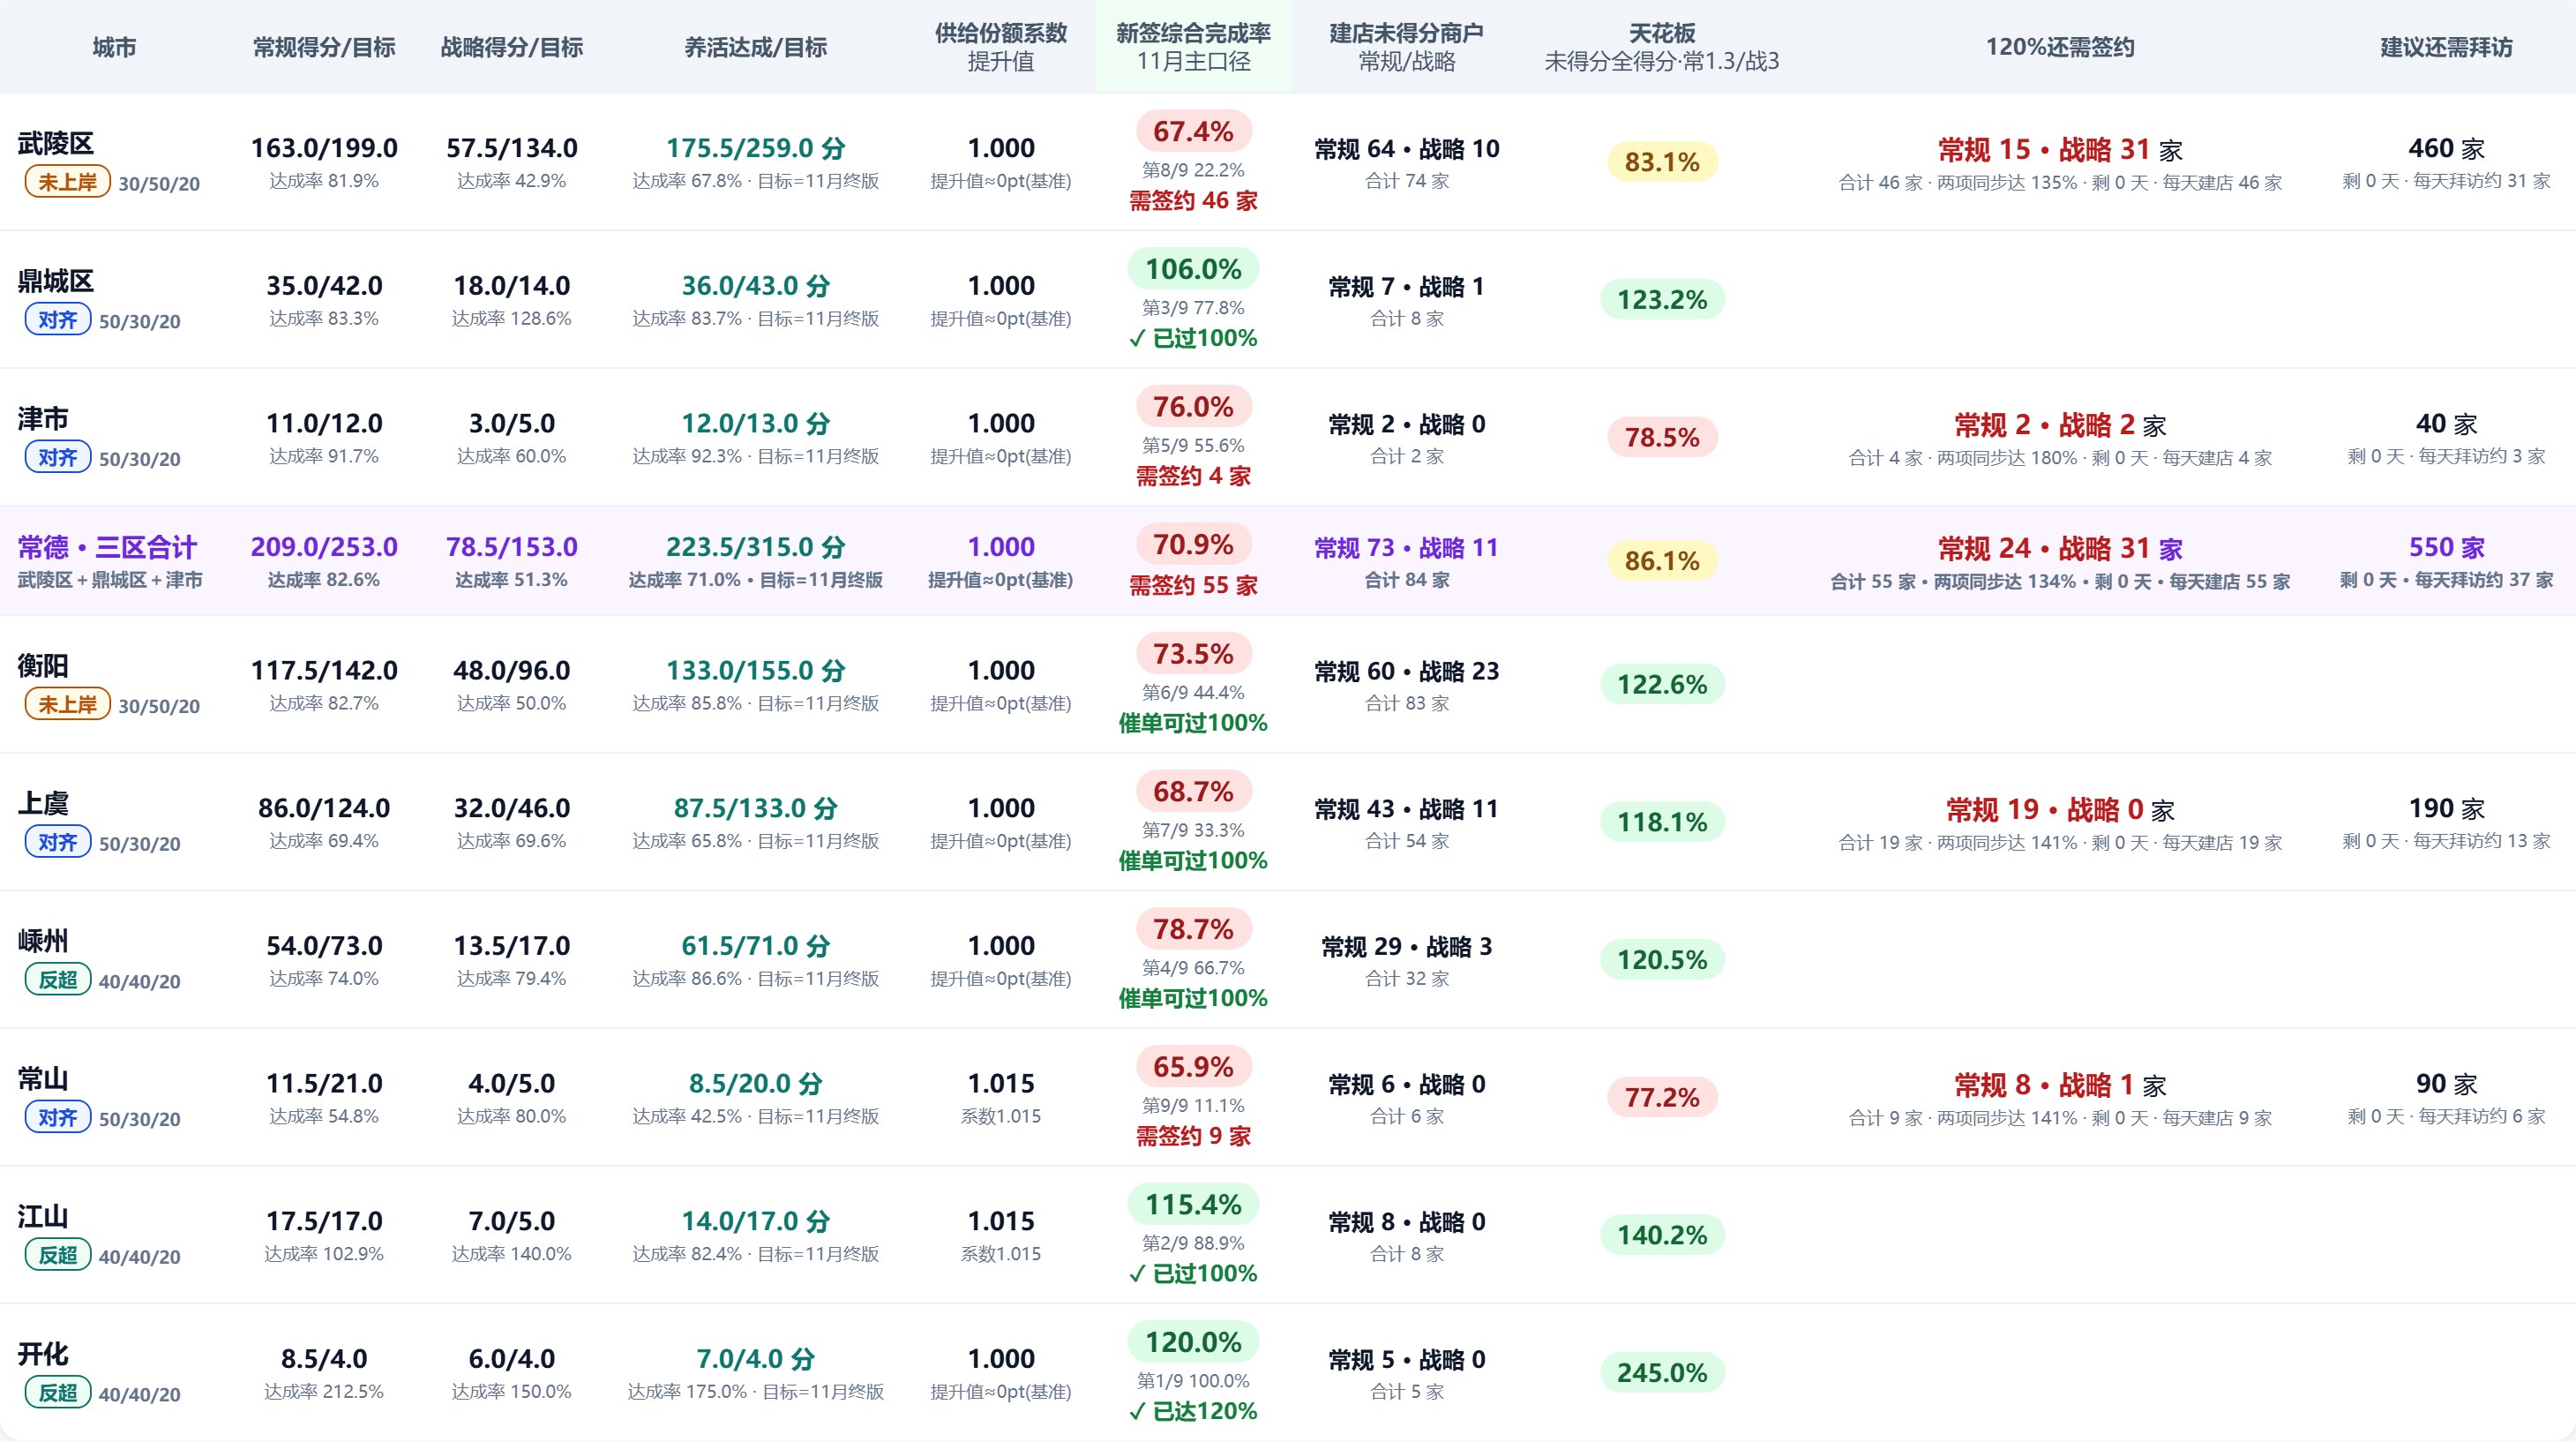 城市
常规得分/目标
战略得分/目标
养活达成/目标
供给份额系数
提升值
新签综合完成率
11月主口径
建店未得分商户
常规/战略
天花板
未得分全得分·常1.3/战3
120%还需签约
建议还需拜访
武陵区
未上岸 30/50/20
163.0/199.0
达成率 81.9%
57.5/134.0
达成率 42.9%
175.5/259.0 分
达成率 67.8% · 目标=11月终版
1.000
提升值≈0pt(基准)
67.4%
第8/9 22.2%
需签约 46 家
常规 64 · 战略 10
合计 74 家
83.1%
常规 15 · 战略 31 家
合计 46 家 · 两项同步达 135% · 剩 0 天 · 每天建店 46 家
460 家
剩 0 天 · 每天拜访约 31 家
鼎城区
对齐 50/30/20
35.0/42.0
达成率 83.3%
18.0/14.0
达成率 128.6%
36.0/43.0 分
达成率 83.7% · 目标=11月终版
1.000
提升值≈0pt(基准)
106.0%
第3/9 77.8%
✓ 已过100%
常规 7 · 战略 1
合计 8 家
123.2%
津市
对齐 50/30/20
11.0/12.0
达成率 91.7%
3.0/5.0
达成率 60.0%
12.0/13.0 分
达成率 92.3% · 目标=11月终版
1.000
提升值≈0pt(基准)
76.0%
第5/9 55.6%
需签约 4 家
常规 2 · 战略 0
合计 2 家
78.5%
常规 2 · 战略 2 家
合计 4 家 · 两项同步达 180% · 剩 0 天 · 每天建店 4 家
40 家
剩 0 天 · 每天拜访约 3 家
常德 · 三区合计
武陵区＋鼎城区＋津市
209.0/253.0
达成率 82.6%
78.5/153.0
达成率 51.3%
223.5/315.0 分
达成率 71.0% · 目标=11月终版
1.000
提升值≈0pt(基准)
70.9%
需签约 55 家
常规 73 · 战略 11
合计 84 家
86.1%
常规 24 · 战略 31 家
合计 55 家 · 两项同步达 134% · 剩 0 天 · 每天建店 55 家
550 家
剩 0 天 · 每天拜访约 37 家
衡阳
未上岸 30/50/20
117.5/142.0
达成率 82.7%
48.0/96.0
达成率 50.0%
133.0/155.0 分
达成率 85.8% · 目标=11月终版
1.000
提升值≈0pt(基准)
73.5%
第6/9 44.4%
催单可过100%
常规 60 · 战略 23
合计 83 家
122.6%
上虞
对齐 50/30/20
86.0/124.0
达成率 69.4%
32.0/46.0
达成率 69.6%
87.5/133.0 分
达成率 65.8% · 目标=11月终版
1.000
提升值≈0pt(基准)
68.7%
第7/9 33.3%
催单可过100%
常规 43 · 战略 11
合计 54 家
118.1%
常规 19 · 战略 0 家
合计 19 家 · 两项同步达 141% · 剩 0 天 · 每天建店 19 家
190 家
剩 0 天 · 每天拜访约 13 家
嵊州
反超 40/40/20
54.0/73.0
达成率 74.0%
13.5/17.0
达成率 79.4%
61.5/71.0 分
达成率 86.6% · 目标=11月终版
1.000
提升值≈0pt(基准)
78.7%
第4/9 66.7%
催单可过100%
常规 29 · 战略 3
合计 32 家
120.5%
常山
对齐 50/30/20
11.5/21.0
达成率 54.8%
4.0/5.0
达成率 80.0%
8.5/20.0 分
达成率 42.5% · 目标=11月终版
1.015
系数1.015
65.9%
第9/9 11.1%
需签约 9 家
常规 6 · 战略 0
合计 6 家
77.2%
常规 8 · 战略 1 家
合计 9 家 · 两项同步达 141% · 剩 0 天 · 每天建店 9 家
90 家
剩 0 天 · 每天拜访约 6 家
江山
反超 40/40/20
17.5/17.0
达成率 102.9%
7.0/5.0
达成率 140.0%
14.0/17.0 分
达成率 82.4% · 目标=11月终版
1.015
系数1.015
115.4%
第2/9 88.9%
✓ 已过100%
常规 8 · 战略 0
合计 8 家
140.2%
开化
反超 40/40/20
8.5/4.0
达成率 212.5%
6.0/4.0
达成率 150.0%
7.0/4.0 分
达成率 175.0% · 目标=11月终版
1.000
提升值≈0pt(基准)
120.0%
第1/9 100.0%
✓ 已达120%
常规 5 · 战略 0
合计 5 家
245.0%